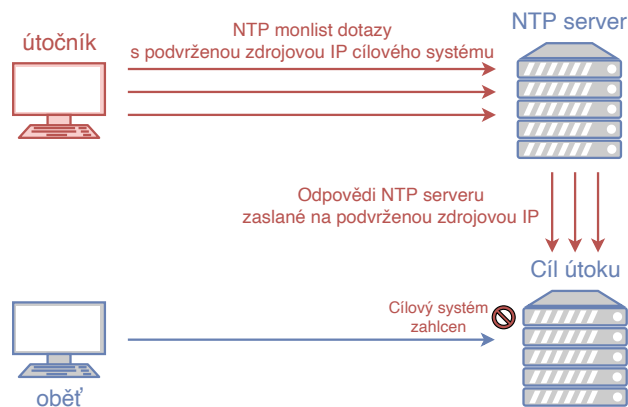 útočník
NTP monlist dotazy
s podvrženou zdrojovou IP cílového systému
NTP server
Odpovědi NTP serveru
zaslané na podvrženou zdrojovou IP
Cíl útoku
Cílový systém
zahlcen
oběť